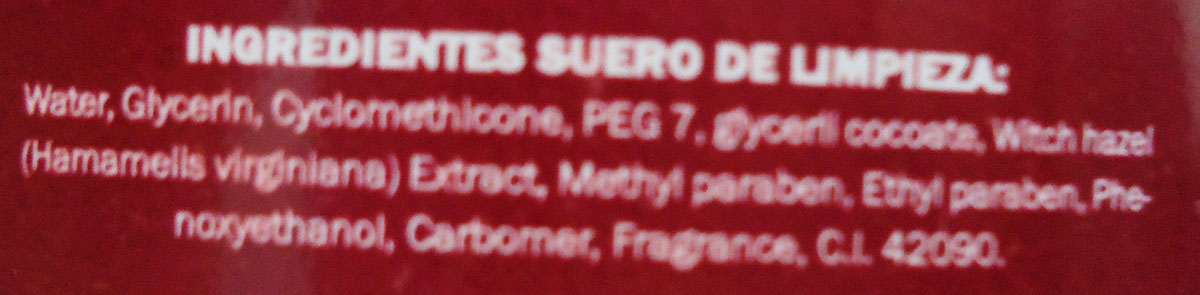 INGREDIENTES SUERO DE LIMPIEZA:
Water, Glycerin, Cyclomethicone, PEG 7, glyceril cocoate, Witch hazel
(Hamamelis virginiana) Extract, Methyl paraben, Ethyl paraben, Phe-
noxyethanol, Carbomer, Fragrance, C.I. 42090.